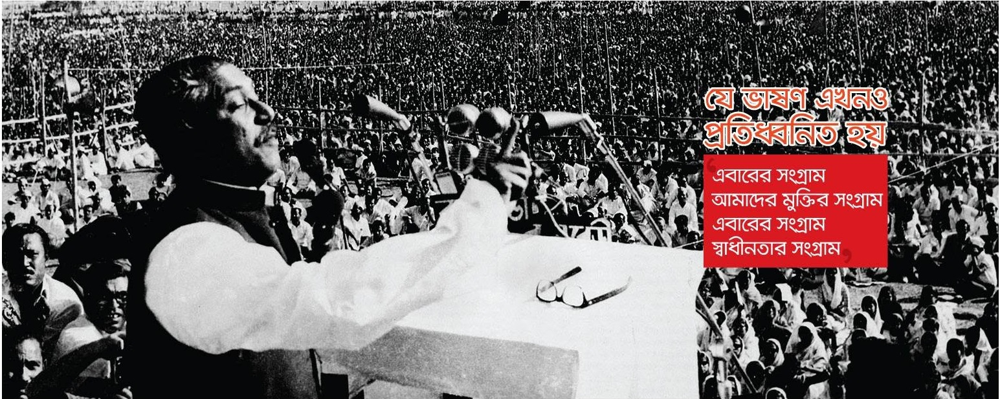 যে ভাষণ এখনও
প্রতিধ্বনিত হয়
‘এবারের সংগ্রাম
আমাদের মুক্তির সংগ্রাম
এবারের সংগ্রাম
স্বাধীনতার সংগ্রাম’